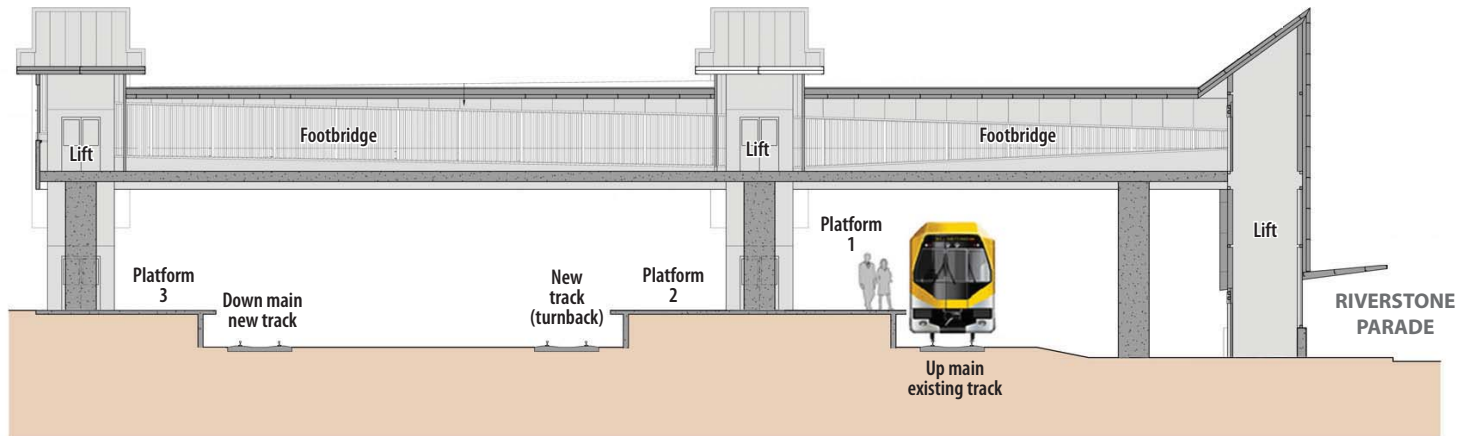 Lift
Footbridge
Lift
Footbridge
Lift
Platform
3
Down main
new track
New
track
(turnback)
Platform
2
Platform
1
Up main
existing track
RIVERSTONE
PARADE